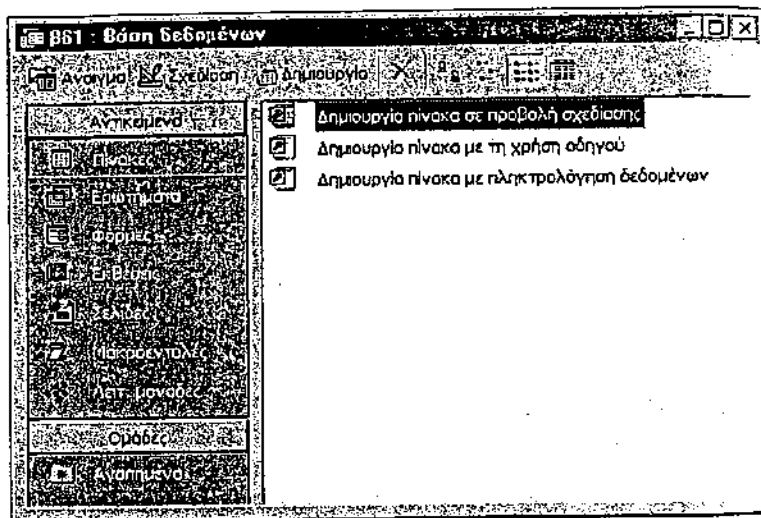 βδ1 : Βάση δεδομένων
Άνοιγμα Σχεδίαση Δημιουργία
Αντικείμενα
Πίνακες
Ερωτήματα
Φόρμες
Εκθέσεις
Σελίδες
Μακροεντολές
Λειτ. μονάδες
Ομάδες
Αγαπημένα
Δημιουργία πίνακα σε προβολή σχεδίασης
Δημιουργία πίνακα με τη χρήση οδηγού
Δημιουργία πίνακα με πληκτρολόγηση δεδομένων